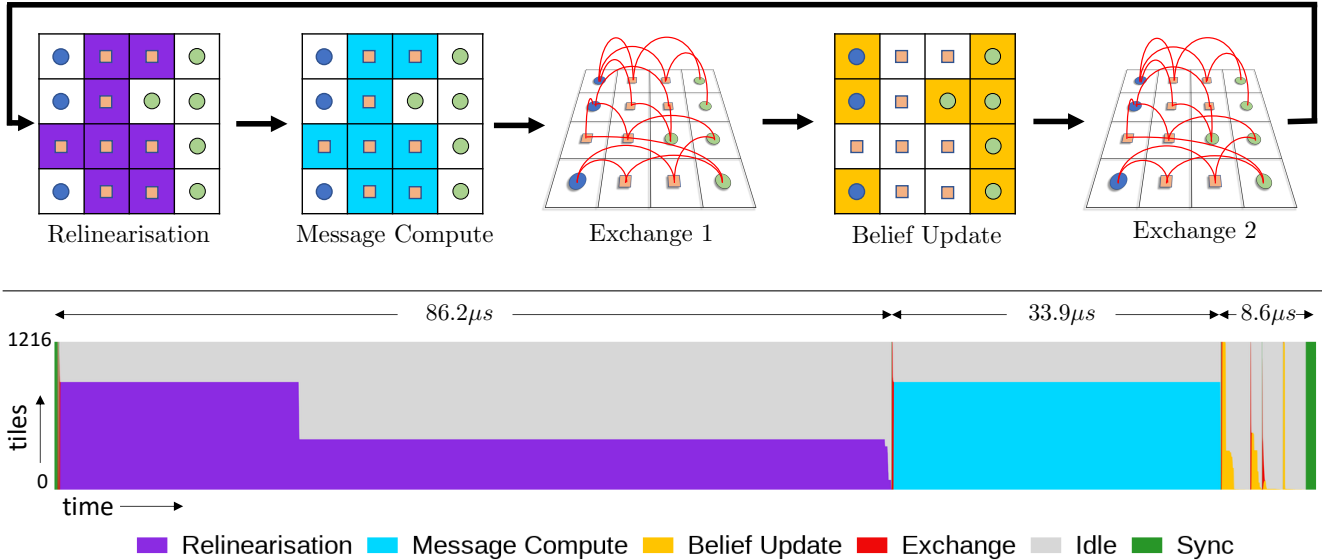 Relinearisation
Message Compute
Exchange 1
Belief Update
Exchange 2
86.2μs
33.9μs
8.6μs
1216
tiles
0
time
Relinearisation Message Compute Belief Update Exchange Idle Sync